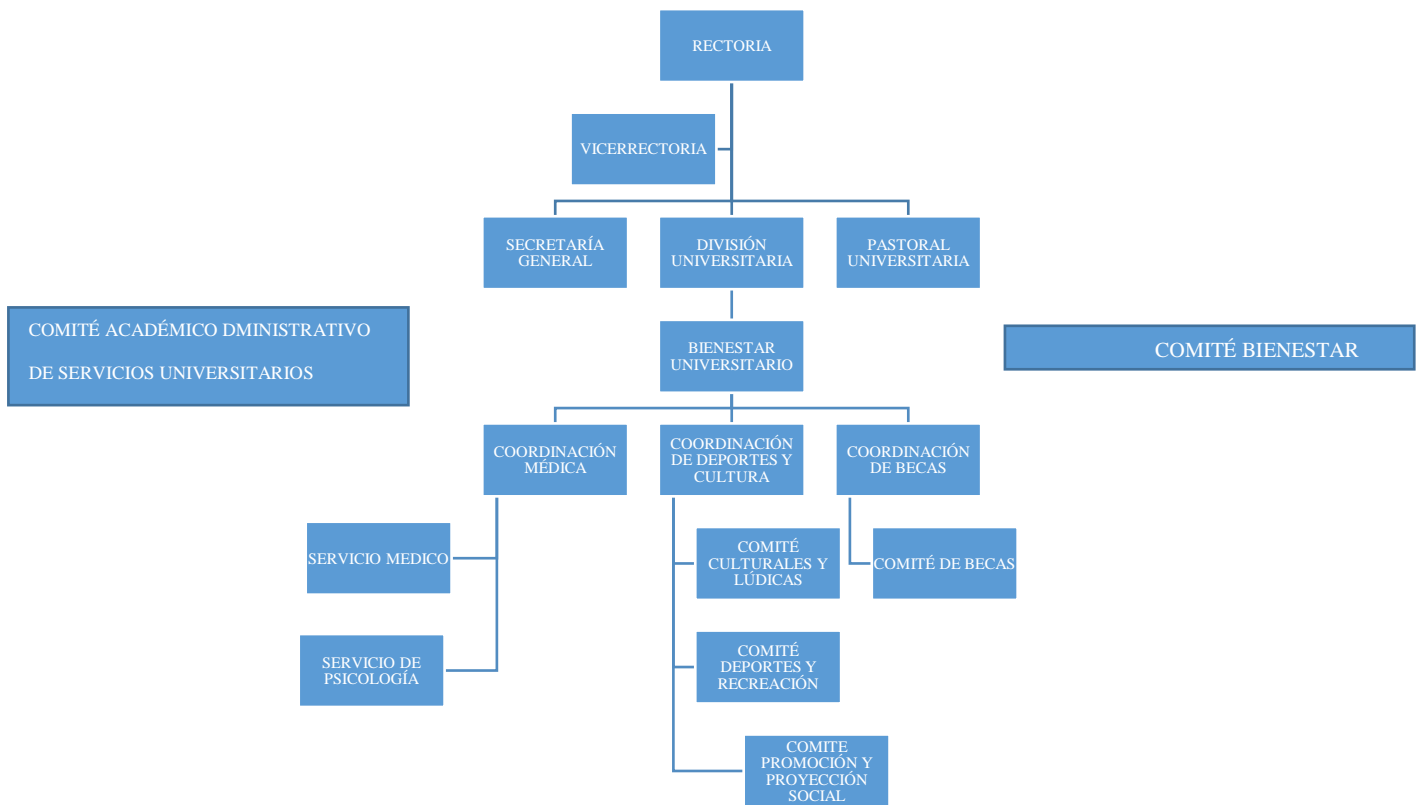 RECTORIA
VICERRECTORIA
SECRETARÍA
GENERAL
DIVISIÓN
UNIVERSITARIA
PASTORAL
UNIVERSITARIA
COMITÉ ACADÉMICO DMINISTRATIVO
DE SERVICIOS UNIVERSITARIOS
BIENESTAR
UNIVERSITARIO
COMITÉ BIENESTAR
COORDINACIÓN
MÉDICA
COORDINACIÓN
DE DEPORTES Y
CULTURA
COORDINACIÓN
DE BECAS
SERVICIO MEDICO
COMITÉ
CULTURALES Y
LÚDICAS
COMITÉ DE BECAS
SERVICIO DE
PSICOLOGÍA
COMITÉ
DEPORTES Y
RECREACIÓN
COMITE
PROMOCIÓN Y
PROYECCIÓN
SOCIAL